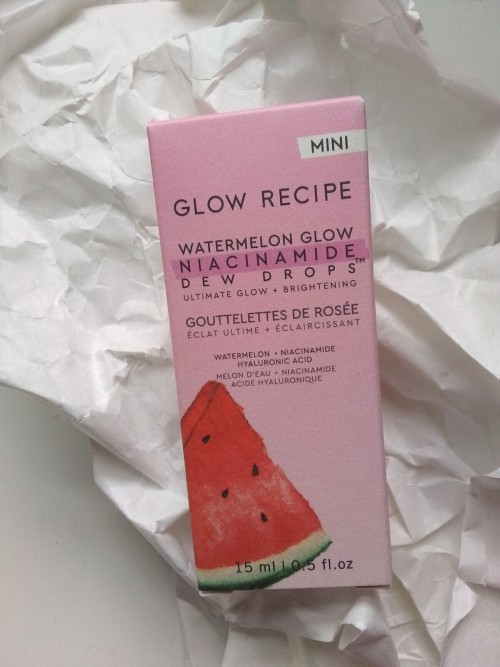 MINI
GLOW RECIPE
WATERMELON GLOW
NIACINAMIDE
DEW DROPS™
ULTIMATE GLOW + BRIGHTENING
GOUTTELETTES DE ROSÉE
ÉCLAT ULTIME + ÉCLAIRCISSANT
WATERMELON • NIACINAMIDE
HYALURONIC ACID
MELON D'EAU • NIACINAMIDE
ACIDE HYALURONIQUE
15 ml | 0.5 fl.oz